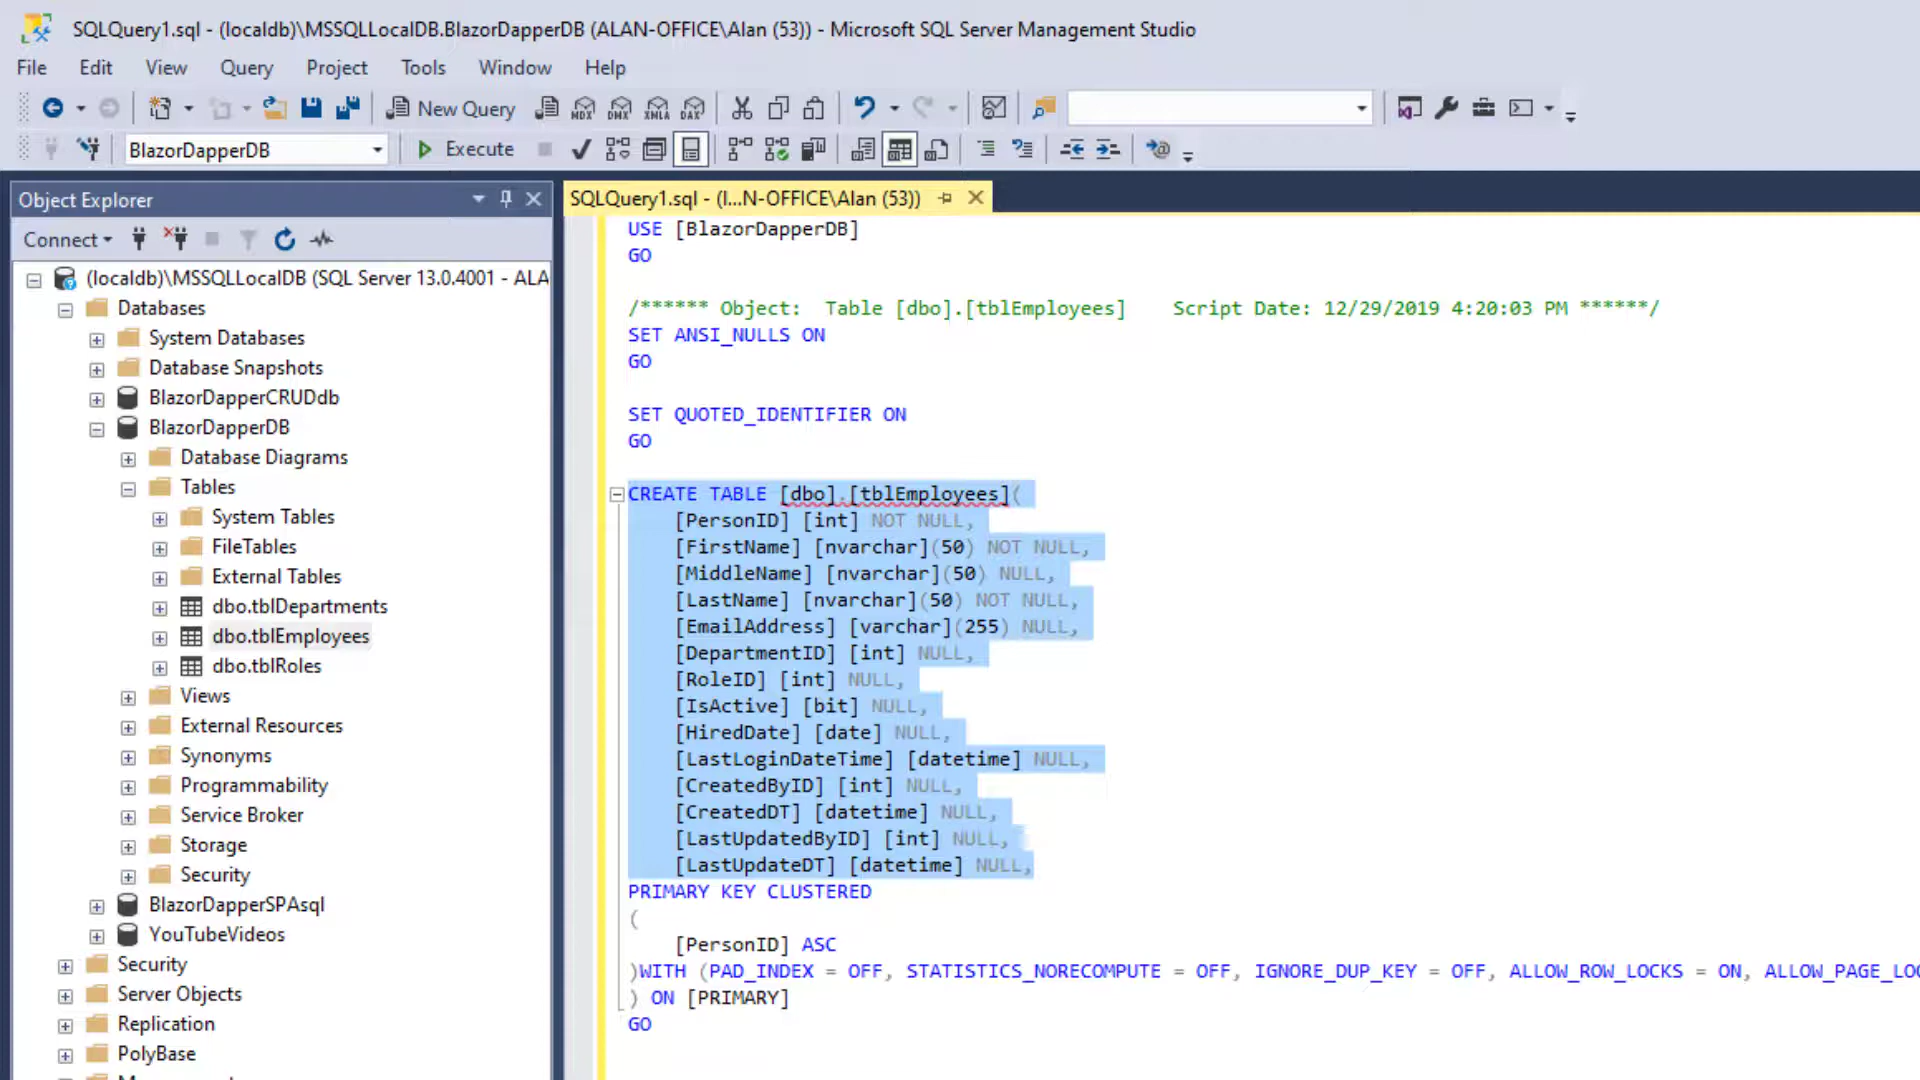 SQLQuery1.sql - (localdb)\MSSQLLocalDB.BlazorDapperDB (ALAN-OFFICE\Alan (53)) - Microsoft SQL Server Management Studio
File Edit View Query Project Tools Window Help
New Query MDX DMX XMLA DAX
BlazorDapperDB Execute
Object Explorer
Connect
(localdb)\MSSQLLocalDB (SQL Server 13.0.4001 - ALA
Databases
System Databases
Database Snapshots
BlazorDapperCRUDdb
BlazorDapperDB
Database Diagrams
Tables
System Tables
FileTables
External Tables
dbo.tblDepartments
dbo.tblEmployees
dbo.tblRoles
Views
External Resources
Synonyms
Programmability
Service Broker
Storage
Security
BlazorDapperSPAsql
YouTubeVideos
Security
Server Objects
Replication
PolyBase
SQLQuery1.sql - (l...N-OFFICE\Alan (53))
USE [BlazorDapperDB]
GO
/****** Object:  Table [dbo].[tblEmployees]    Script Date: 12/29/2019 4:20:03 PM ******/
SET ANSI_NULLS ON
GO
SET QUOTED_IDENTIFIER ON
GO
CREATE TABLE [dbo].[tblEmployees](
[PersonID] [int] NOT NULL,
[FirstName] [nvarchar](50) NOT NULL,
[MiddleName] [nvarchar](50) NULL,
[LastName] [nvarchar](50) NOT NULL,
[EmailAddress] [varchar](255) NULL,
[DepartmentID] [int] NULL,
[RoleID] [int] NULL,
[IsActive] [bit] NULL,
[HiredDate] [date] NULL,
[LastLoginDateTime] [datetime] NULL,
[CreatedByID] [int] NULL,
[CreatedDT] [datetime] NULL,
[LastUpdatedByID] [int] NULL,
[LastUpdateDT] [datetime] NULL,
PRIMARY KEY CLUSTERED
(
[PersonID] ASC
)WITH (PAD_INDEX = OFF, STATISTICS_NORECOMPUTE = OFF, IGNORE_DUP_KEY = OFF, ALLOW_ROW_LOCKS = ON, ALLOW_PAGE_LO
) ON [PRIMARY]
GO